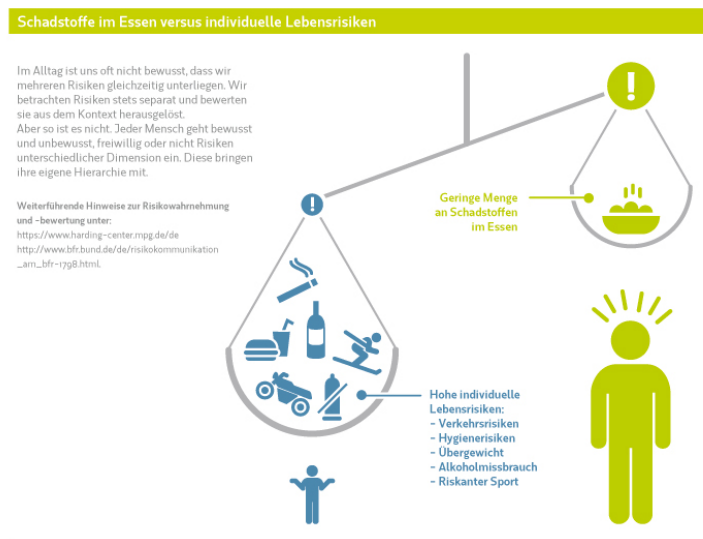 Schadstoffe im Essen versus individuelle Lebensrisiken
Im Alltag ist uns oft nicht bewusst, dass wir
mehreren Risiken gleichzeitig unterliegen. Wir
betrachten Risiken stets separat und bewerten
sie aus dem Kontext herausgelöst.
Aber so ist es nicht. Jeder Mensch geht bewusst
und unbewusst, freiwillig oder nicht Risiken
unterschiedlicher Dimension ein. Diese bringen
ihre eigene Hierarchie mit.
Weiterführende Hinweise zur Risikowahrnehmung
und -bewertung unter:
https://www.harding-center.mpg.de/de
http://www.bfr.bund.de/de/risikokommunikation
_am_bfr-1798.html.
!
!
Geringe Menge
an Schadstoffen
im Essen
Hohe individuelle
Lebensrisiken:
- Verkehrsrisiken
- Hygienerisiken
- Übergewicht
- Alkoholmissbrauch
- Riskanter Sport